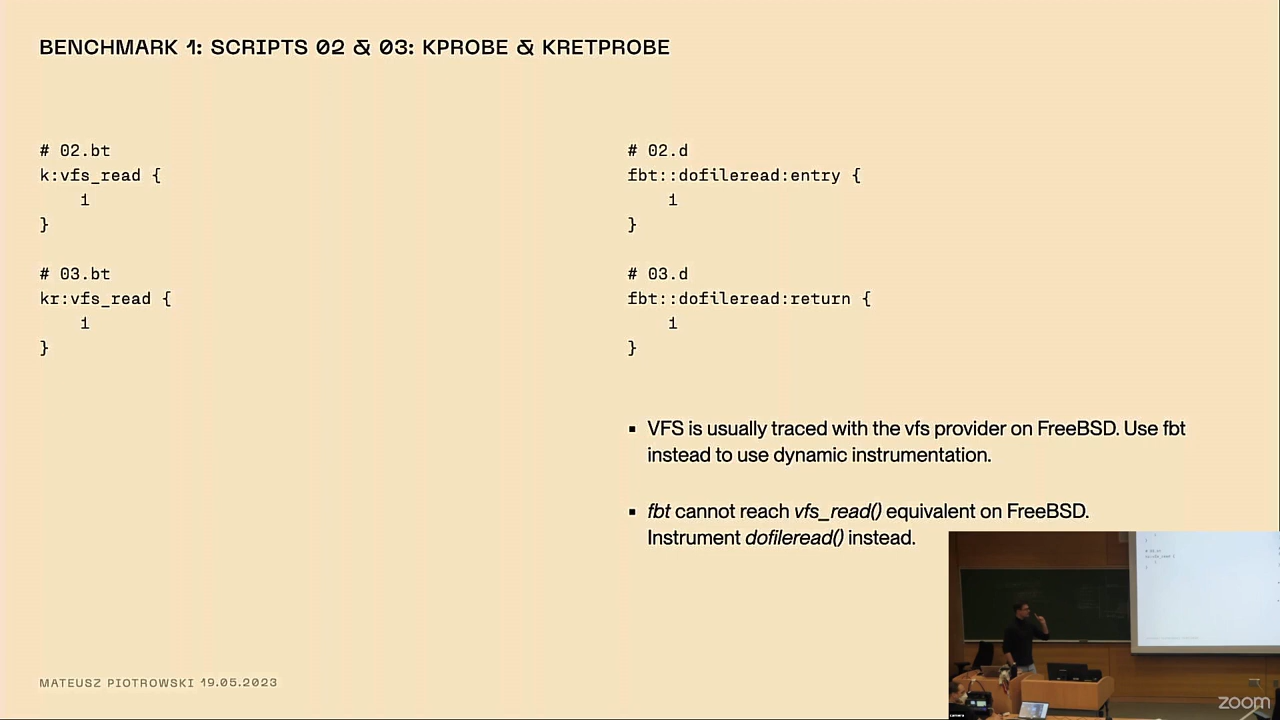 BENCHMARK 1: SCRIPTS 02 & 03: KPROBE & KRETPROBE
# 02.bt
k:vfs_read {
    1
}
# 03.bt
kr:vfs_read {
    1
}
# 02.d
fbt::dofileread:entry {
    1
}
# 03.d
fbt::dofileread:return {
    1
}
▪ VFS is usually traced with the vfs provider on FreeBSD. Use fbt
instead to use dynamic instrumentation.
▪ fbt cannot reach vfs_read() equivalent on FreeBSD.
Instrument dofileread() instead.
MATEUSZ PIOTROWSKI 19.05.2023
zoom